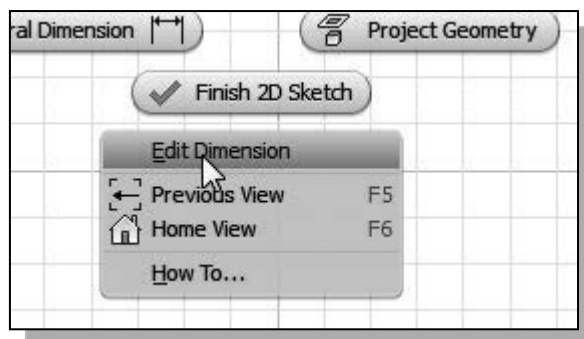 ral Dimension
Project Geometry
Finish 2D Sketch
Edit Dimension
Previous View F5
Home View F6
How To...